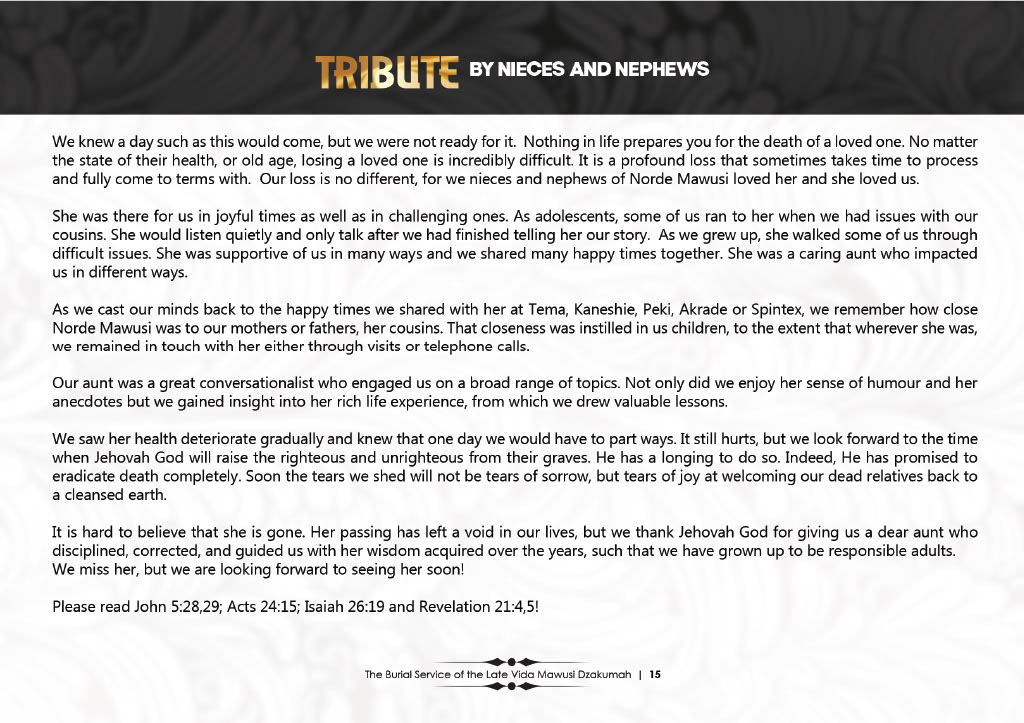 TRIBUTE BY NIECES AND NEPHEWS
We knew a day such as this would come, but we were not ready for it.  Nothing in life prepares you for the death of a loved one. No matter
the state of their health, or old age, losing a loved one is incredibly difficult. It is a profound loss that sometimes takes time to process
and fully come to terms with.  Our loss is no different, for we nieces and nephews of Norde Mawusi loved her and she loved us.
She was there for us in joyful times as well as in challenging ones. As adolescents, some of us ran to her when we had issues with our
cousins. She would listen quietly and only talk after we had finished telling her our story.  As we grew up, she walked some of us through
difficult issues. She was supportive of us in many ways and we shared many happy times together. She was a caring aunt who impacted
us in different ways.
As we cast our minds back to the happy times we shared with her at Tema, Kaneshie, Peki, Akrade or Spintex, we remember how close
Norde Mawusi was to our mothers or fathers, her cousins. That closeness was instilled in us children, to the extent that wherever she was,
we remained in touch with her either through visits or telephone calls.
Our aunt was a great conversationalist who engaged us on a broad range of topics. Not only did we enjoy her sense of humour and her
anecdotes but we gained insight into her rich life experience, from which we drew valuable lessons.
We saw her health deteriorate gradually and knew that one day we would have to part ways. It still hurts, but we look forward to the time
when Jehovah God will raise the righteous and unrighteous from their graves. He has a longing to do so. Indeed, He has promised to
eradicate death completely. Soon the tears we shed will not be tears of sorrow, but tears of joy at welcoming our dead relatives back to
a cleansed earth.
It is hard to believe that she is gone. Her passing has left a void in our lives, but we thank Jehovah God for giving us a dear aunt who
disciplined, corrected, and guided us with her wisdom acquired over the years, such that we have grown up to be responsible adults.
We miss her, but we are looking forward to seeing her soon!
Please read John 5:28,29; Acts 24:15; Isaiah 26:19 and Revelation 21:4,5!
The Burial Service of the Late Vida Mawusi Dzakumah | 15